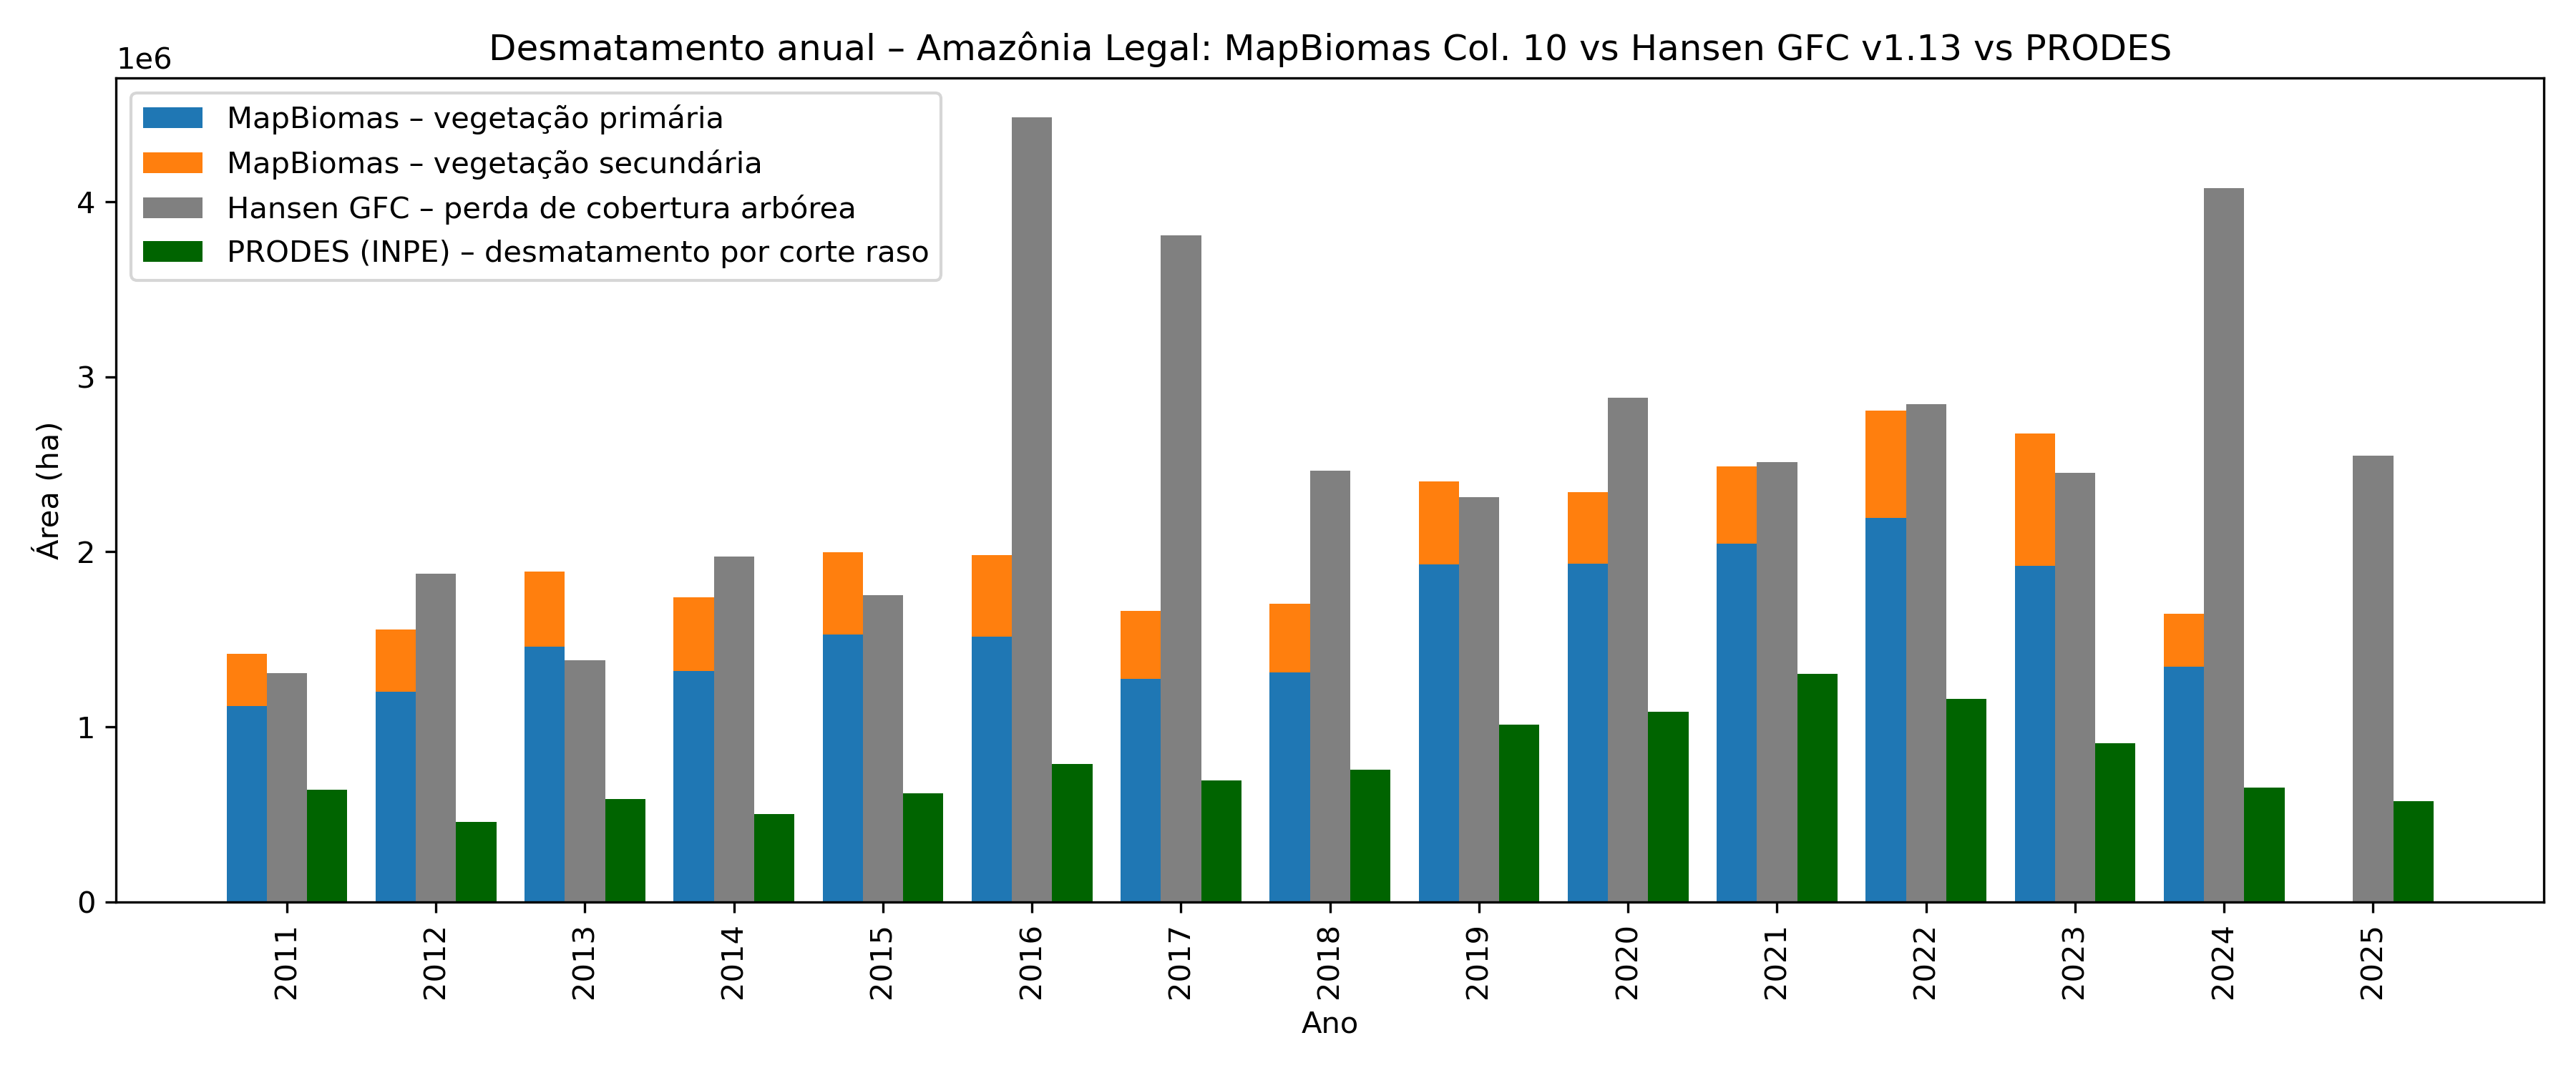 Desmatamento anual – Amazônia Legal: MapBiomas Col. 10 vs Hansen GFC v1.13 vs PRODES
1e6
MapBiomas – vegetação primária
MapBiomas – vegetação secundária
Hansen GFC – perda de cobertura arbórea
PRODES (INPE) – desmatamento por corte raso
Área (ha)
4
3
2
1
0
2011
2012
2013
2014
2015
2016
2017
2018
2019
2020
2021
2022
2023
2024
2025
Ano